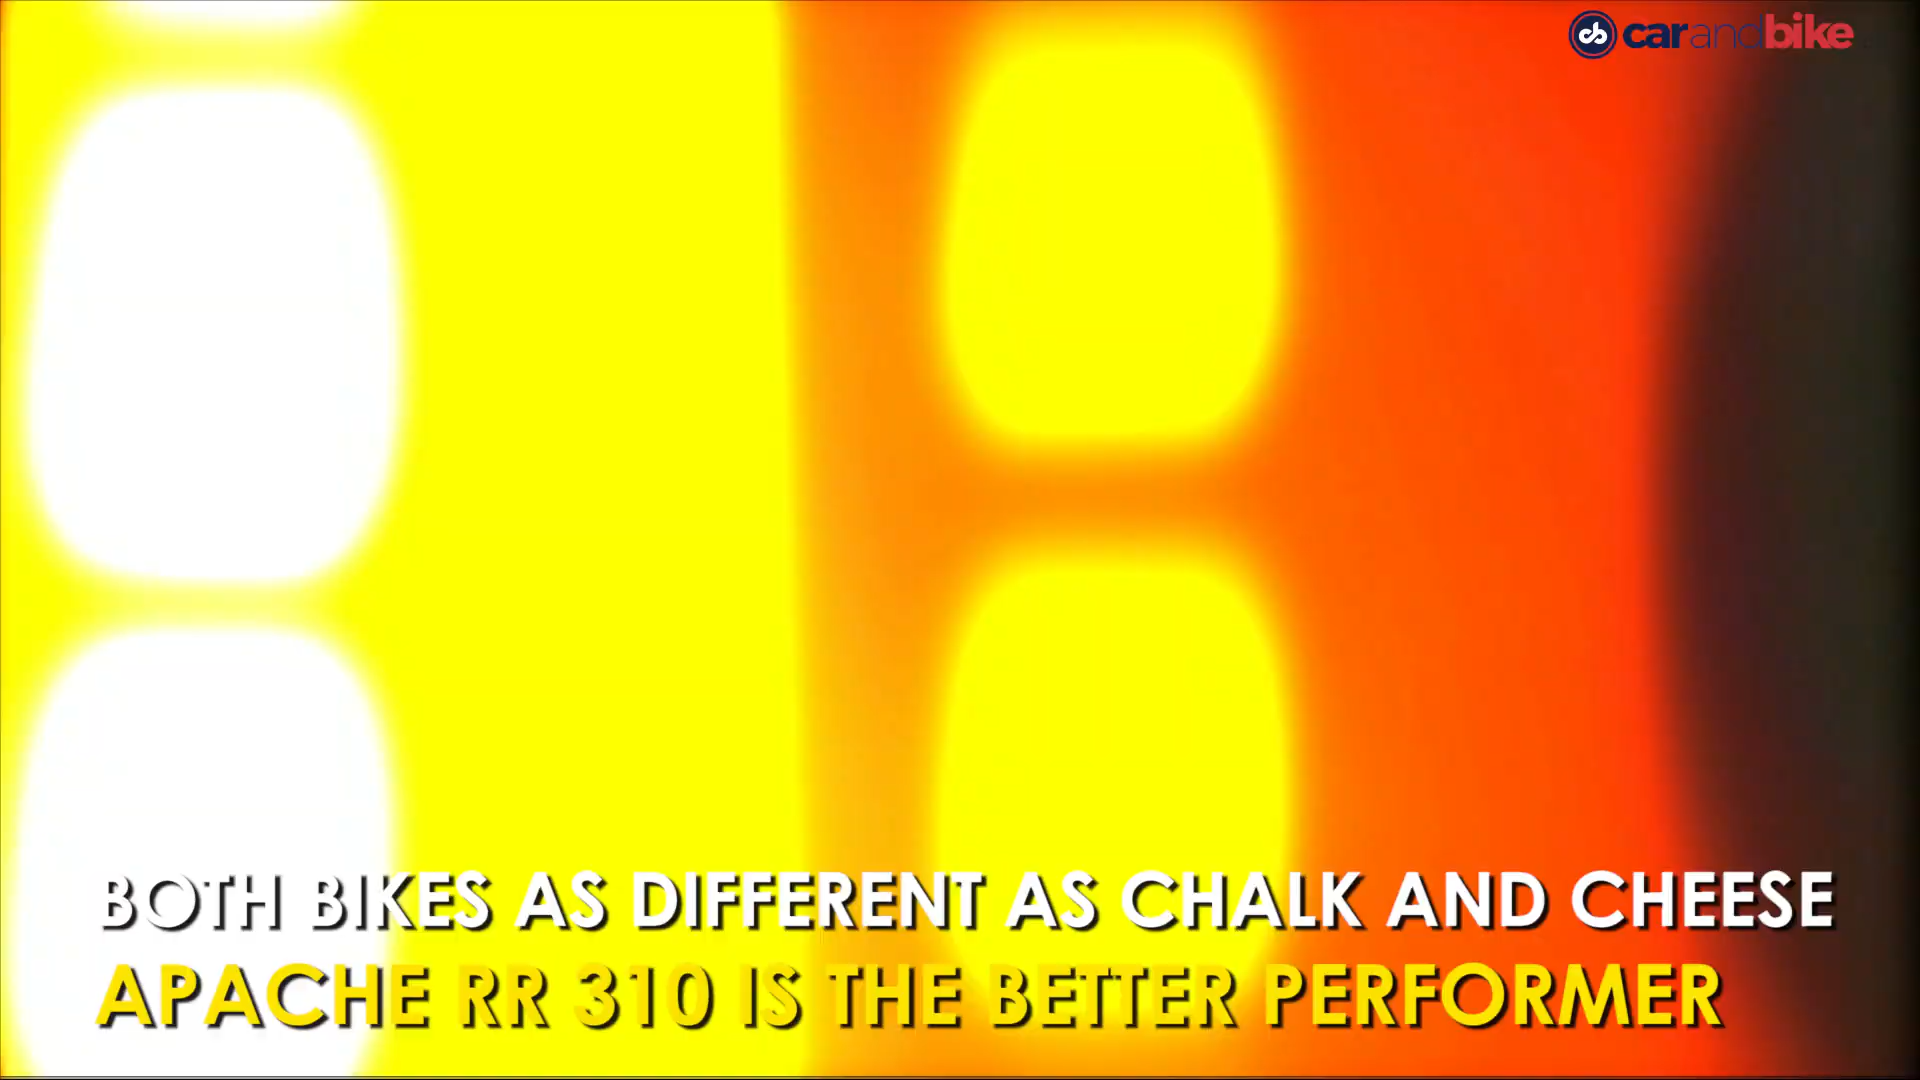 carandbike
BOTH BIKES AS DIFFERENT AS CHALK AND CHEESE
APACHE RR 310 IS THE BETTER PERFORMER